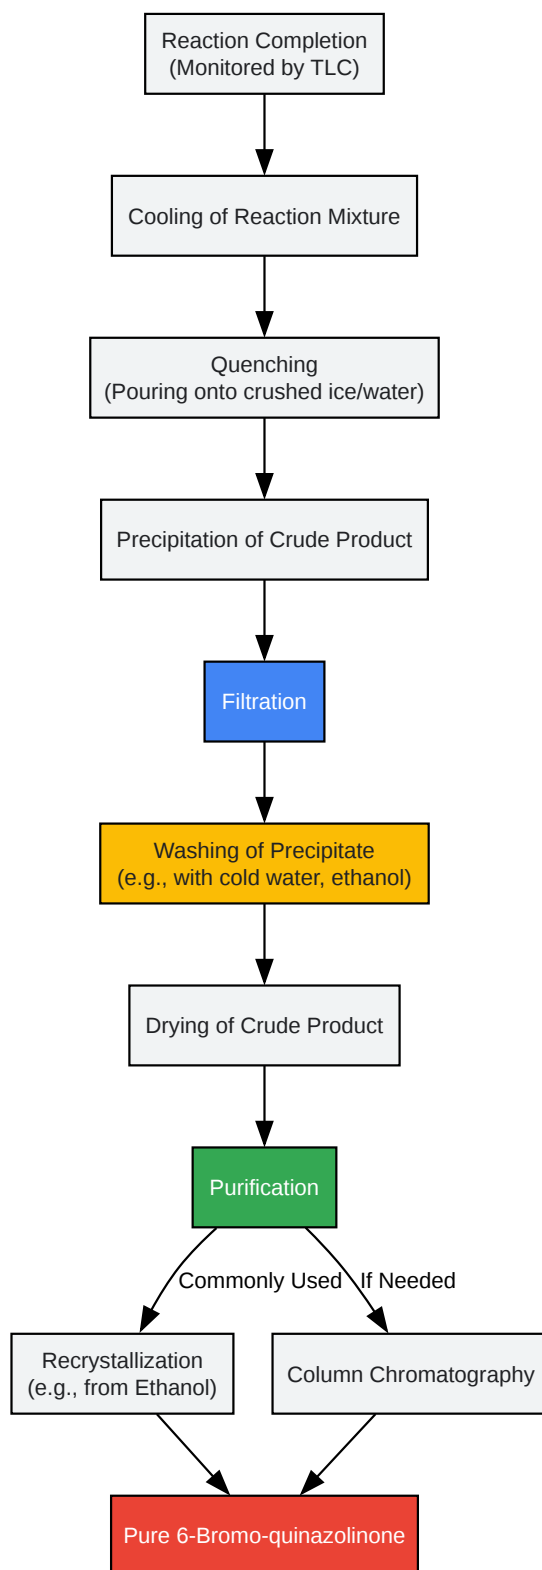 Reaction Completion
(Monitored by TLC)
Cooling of Reaction Mixture
Quenching
(Pouring onto crushed ice/water)
Precipitation of Crude Product
Filtration
Washing of Precipitate
(e.g., with cold water, ethanol)
Drying of Crude Product
Purification
Commonly Used
If Needed
Recrystallization
(e.g., from Ethanol)
Column Chromatography
Pure 6-Bromo-quinazolinone